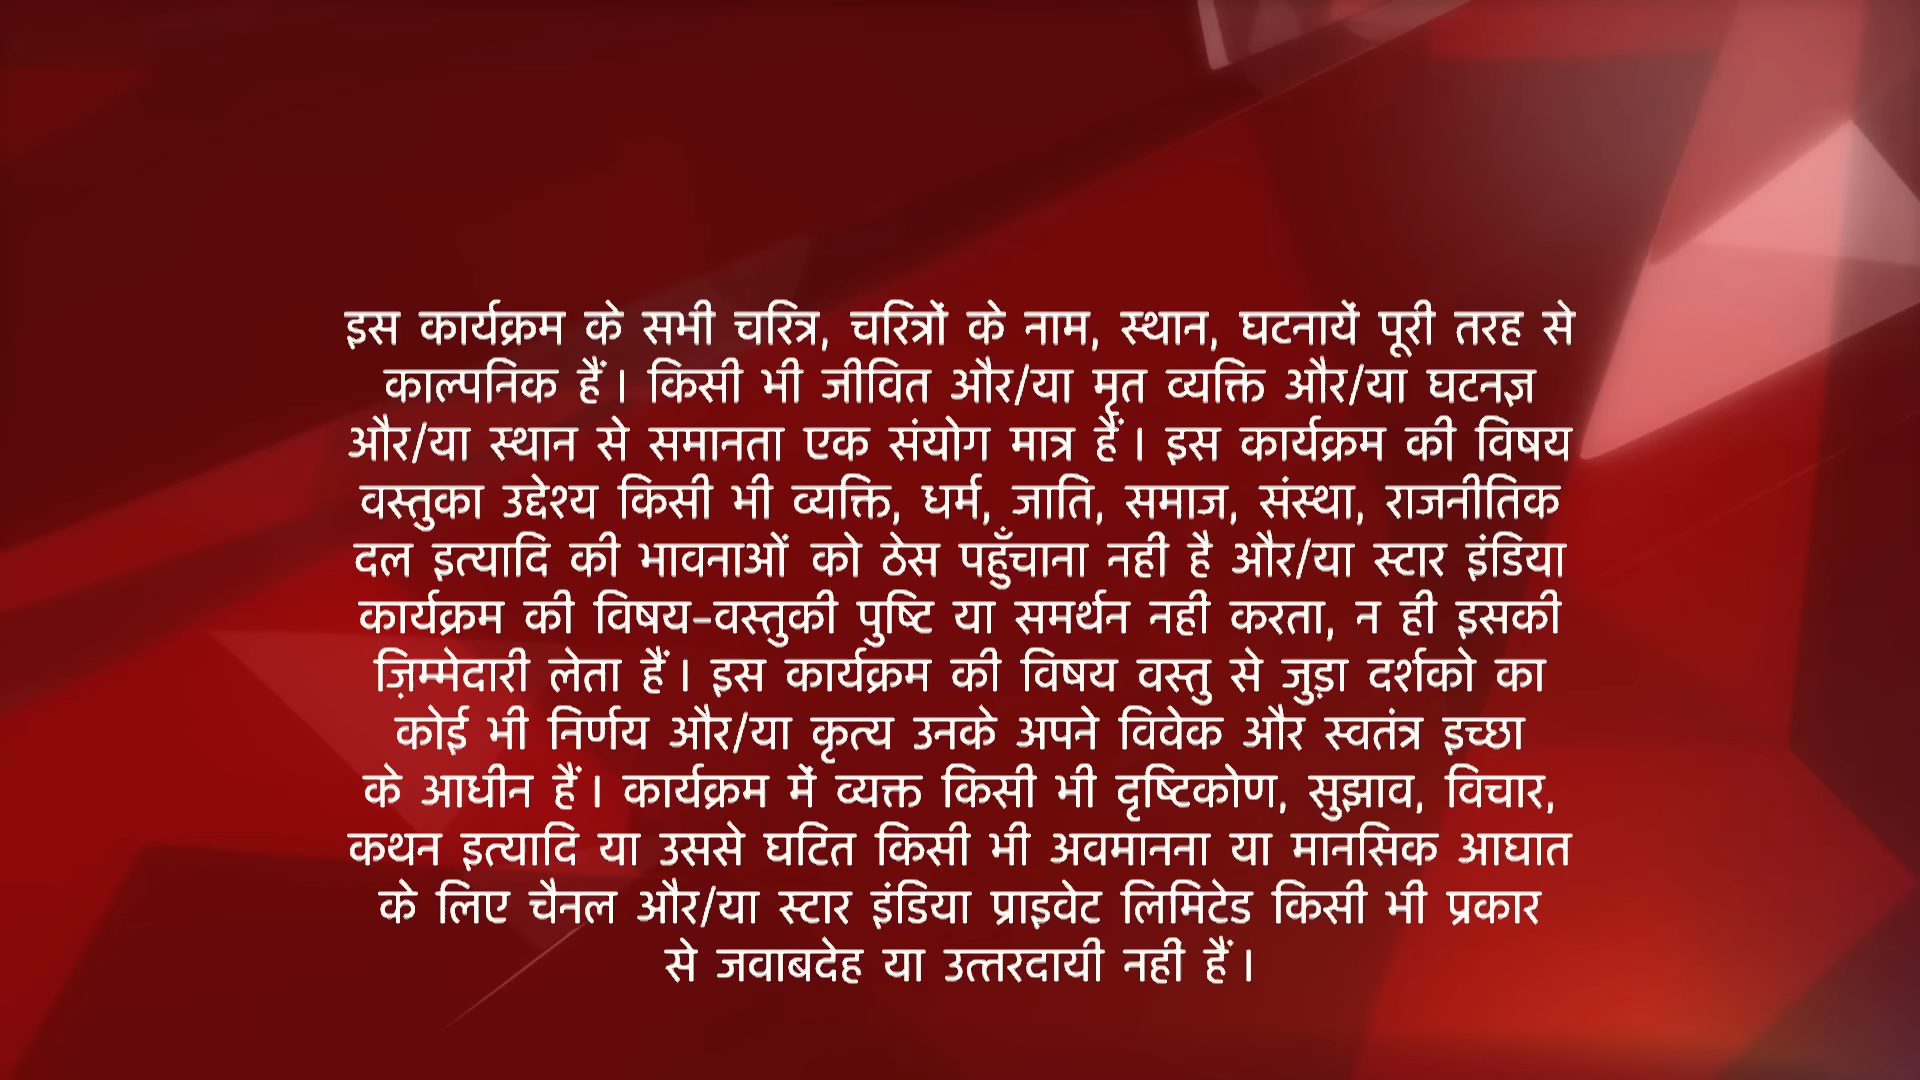 इस कार्यक्रम के सभी चरित्र, चरित्रों के नाम, स्थान, घटनायें पूरी तरह से
काल्पनिक हैं। किसी भी जीवित और/या मृत व्यक्ति और/या घटनज्ञ
और/या स्थान से समानता एक संयोग मात्र हैं। इस कार्यक्रम की विषय
वस्तुका उद्देश्य किसी भी व्यक्ति, धर्म, जाति, समाज, संस्था, राजनीतिक
दल इत्यादि की भावनाओं को ठेस पहुँचाना नही है और/या स्टार इंडिया
कार्यक्रम की विषय-वस्तुकी पुष्टि या समर्थन नही करता, न ही इसकी
ज़िम्मेदारी लेता हैं। इस कार्यक्रम की विषय वस्तु से जुड़ा दर्शको का
कोई भी निर्णय और/या कृत्य उनके अपने विवेक और स्वतंत्र इच्छा
के आधीन हैं। कार्यक्रम में व्यक्त किसी भी दृष्टिकोण, सुझाव, विचार,
कथन इत्यादि या उससे घटित किसी भी अवमानना या मानसिक आघात
के लिए चैनल और/या स्टार इंडिया प्राइवेट लिमिटेड किसी भी प्रकार
से जवाबदेह या उत्तरदायी नही हैं।